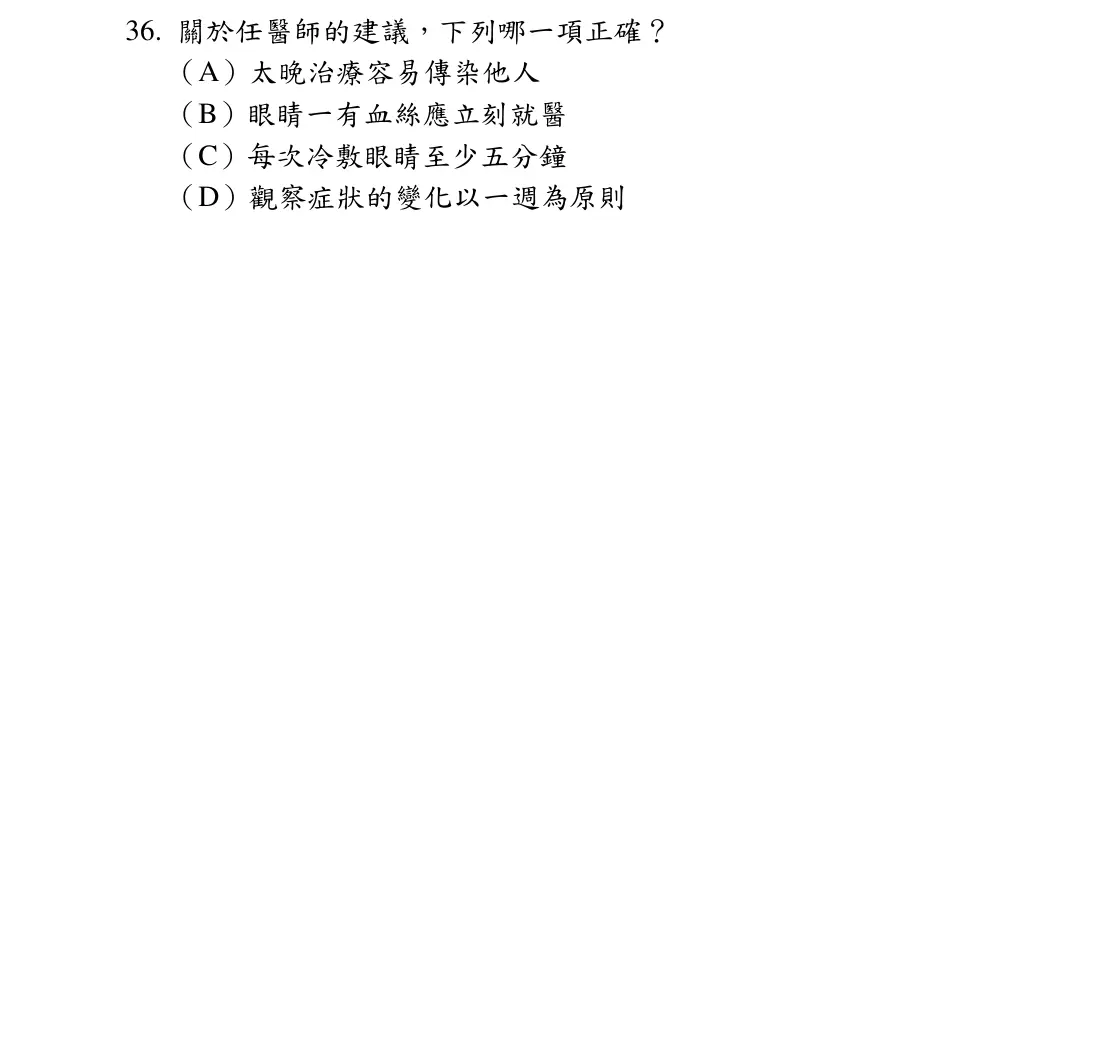 36. 關於任醫師的建議，下列哪一項正確？
（A）太晚治療容易傳染他人
（B）眼睛一有血絲應立刻就醫
（C）每次冷敷眼睛至少五分鐘
（D）觀察症狀的變化以一週為原則